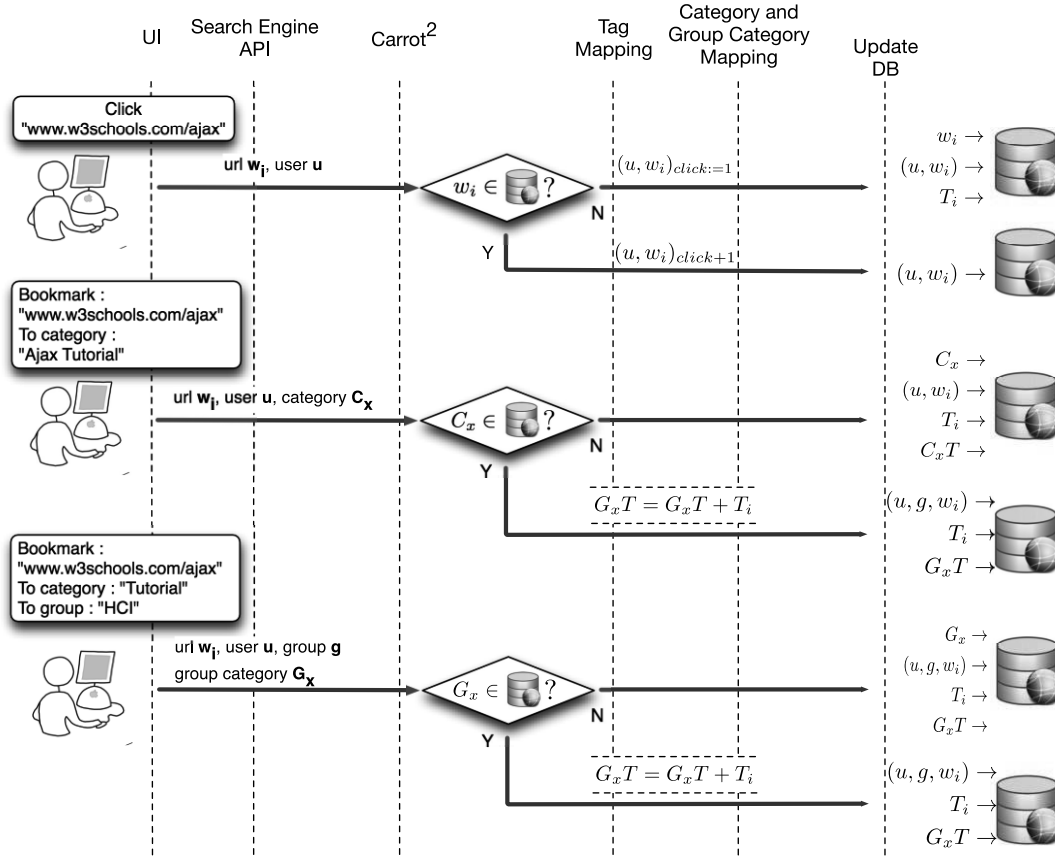 UI
Search Engine
API
Carrot²
Tag
Mapping
Category and
Group Category
Mapping
Update
DB
Click
"www.w3schools.com/ajax"
url wᵢ, user u
wᵢ ∈ ?
N
(u, wᵢ)click:=1
wᵢ →
(u, wᵢ) →
Tᵢ →
Y
(u, wᵢ)click+1
(u, wᵢ) →
Bookmark :
"www.w3schools.com/ajax"
To category :
"Ajax Tutorial"
url wᵢ, user u, category Cₓ
Cₓ ∈ ?
N
Cₓ →
(u, wᵢ) →
Tᵢ →
CₓT →
Y
GₓT = GₓT + Tᵢ
(u, g, wᵢ) →
Tᵢ →
GₓT →
Bookmark :
"www.w3schools.com/ajax"
To category : "Tutorial"
To group : "HCI"
url wᵢ, user u, group g
group category Gₓ
Gₓ ∈ ?
N
Gₓ →
(u, g, wᵢ) →
Tᵢ →
GₓT →
Y
GₓT = GₓT + Tᵢ
(u, g, wᵢ) →
Tᵢ →
GₓT →